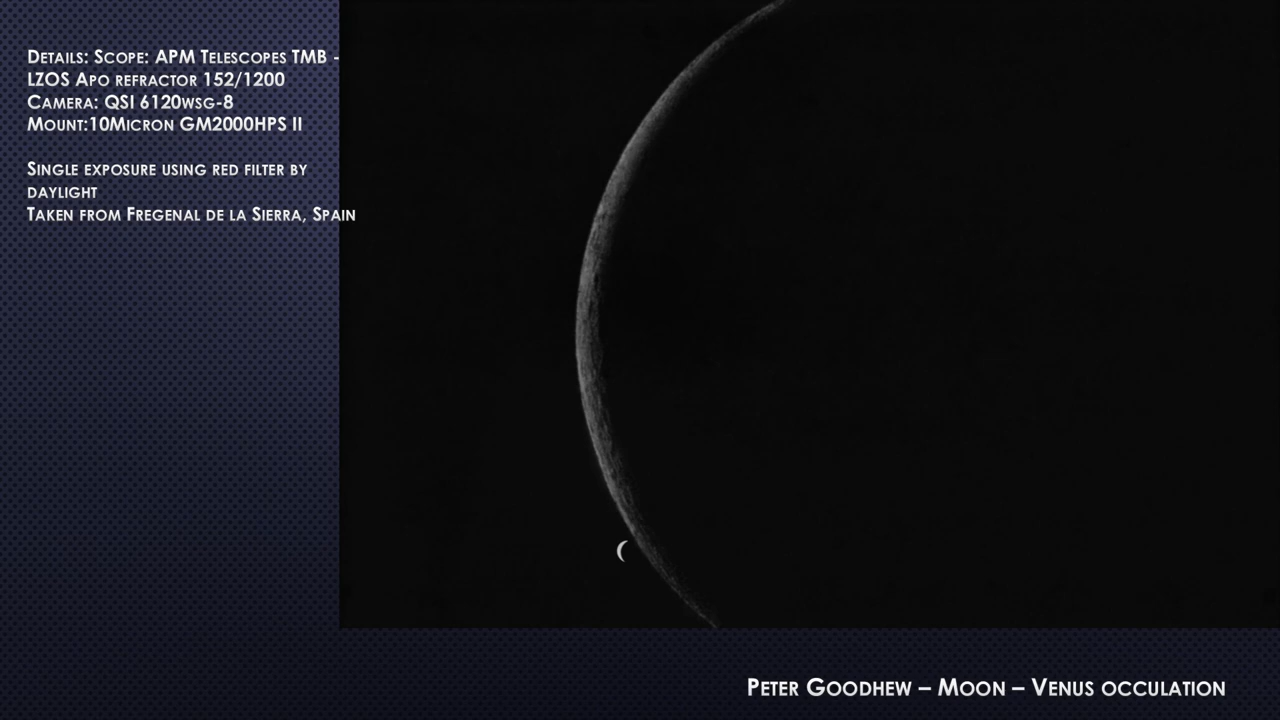 Details: Scope: APM Telescopes TMB -
LZOS Apo refractor 152/1200
Camera: QSI 6120wsg-8
Mount:10Micron GM2000HPS II
Single exposure using red filter by
daylight
Taken from Fregenal de la Sierra, Spain
Peter Goodhew – Moon – Venus occulation